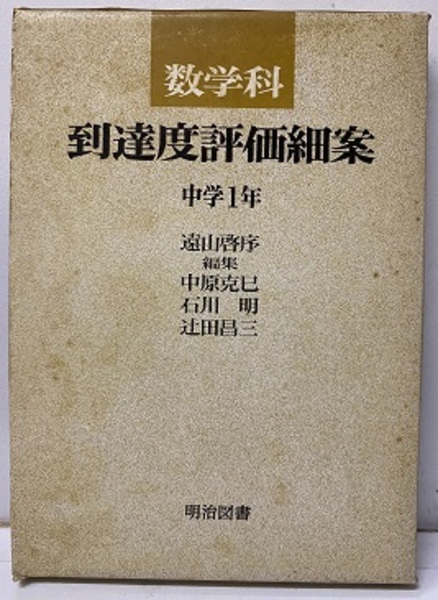 数学科
到達度評価細案
中学1年
遠山啓序
編集
中原克巳
石川 明
辻田昌三
明治図書